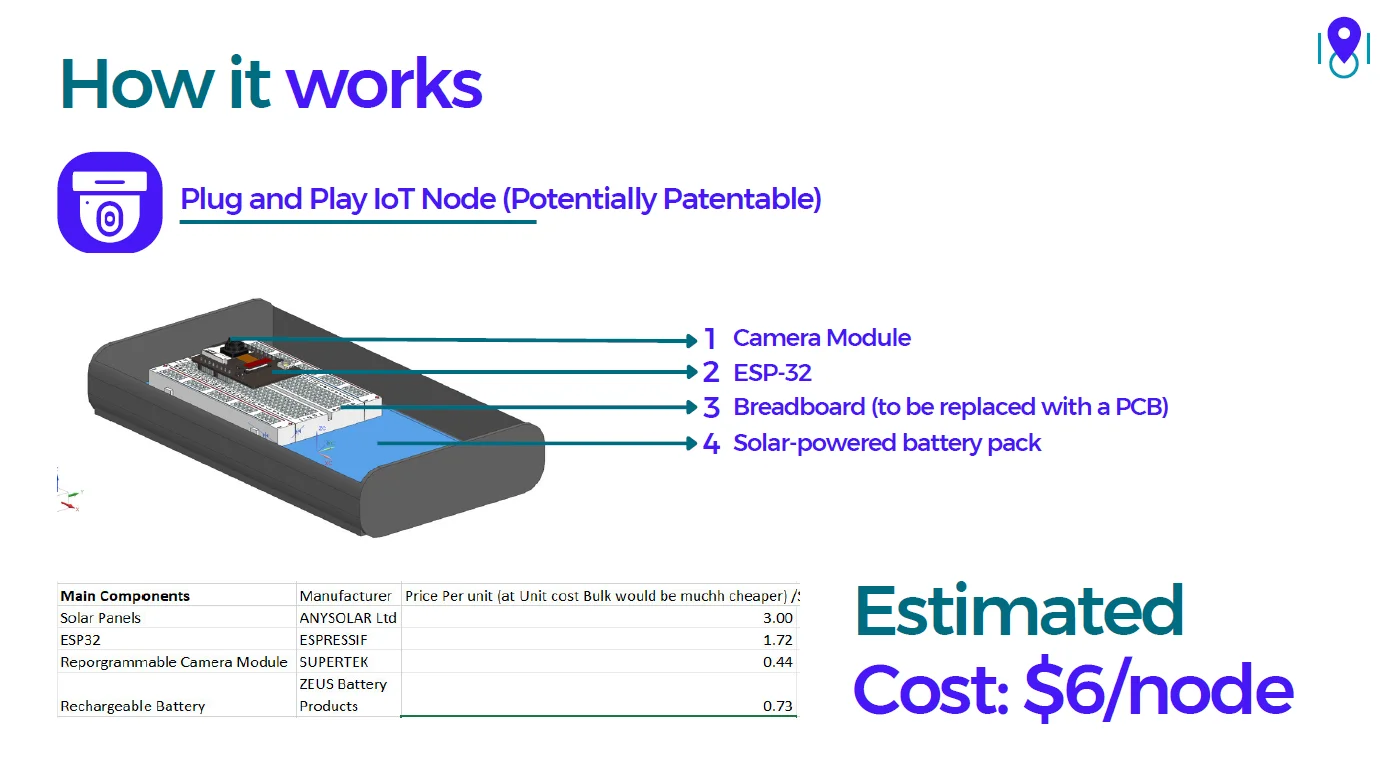 How it works
Plug and Play IoT Node (Potentially Patentable)
1 Camera Module
2 ESP-32
3 Breadboard (to be replaced with a PCB)
4 Solar-powered battery pack
Main Components Manufacturer Price Per unit (at Unit cost Bulk would be muchh cheaper) /$
Solar Panels ANYSOLAR Ltd 3.00
ESP32 ESPRESSIF 1.72
Reporgrammable Camera Module SUPERTEK 0.44
ZEUS Battery
Rechargeable Battery Products 0.73
Estimated
Cost: $6/node